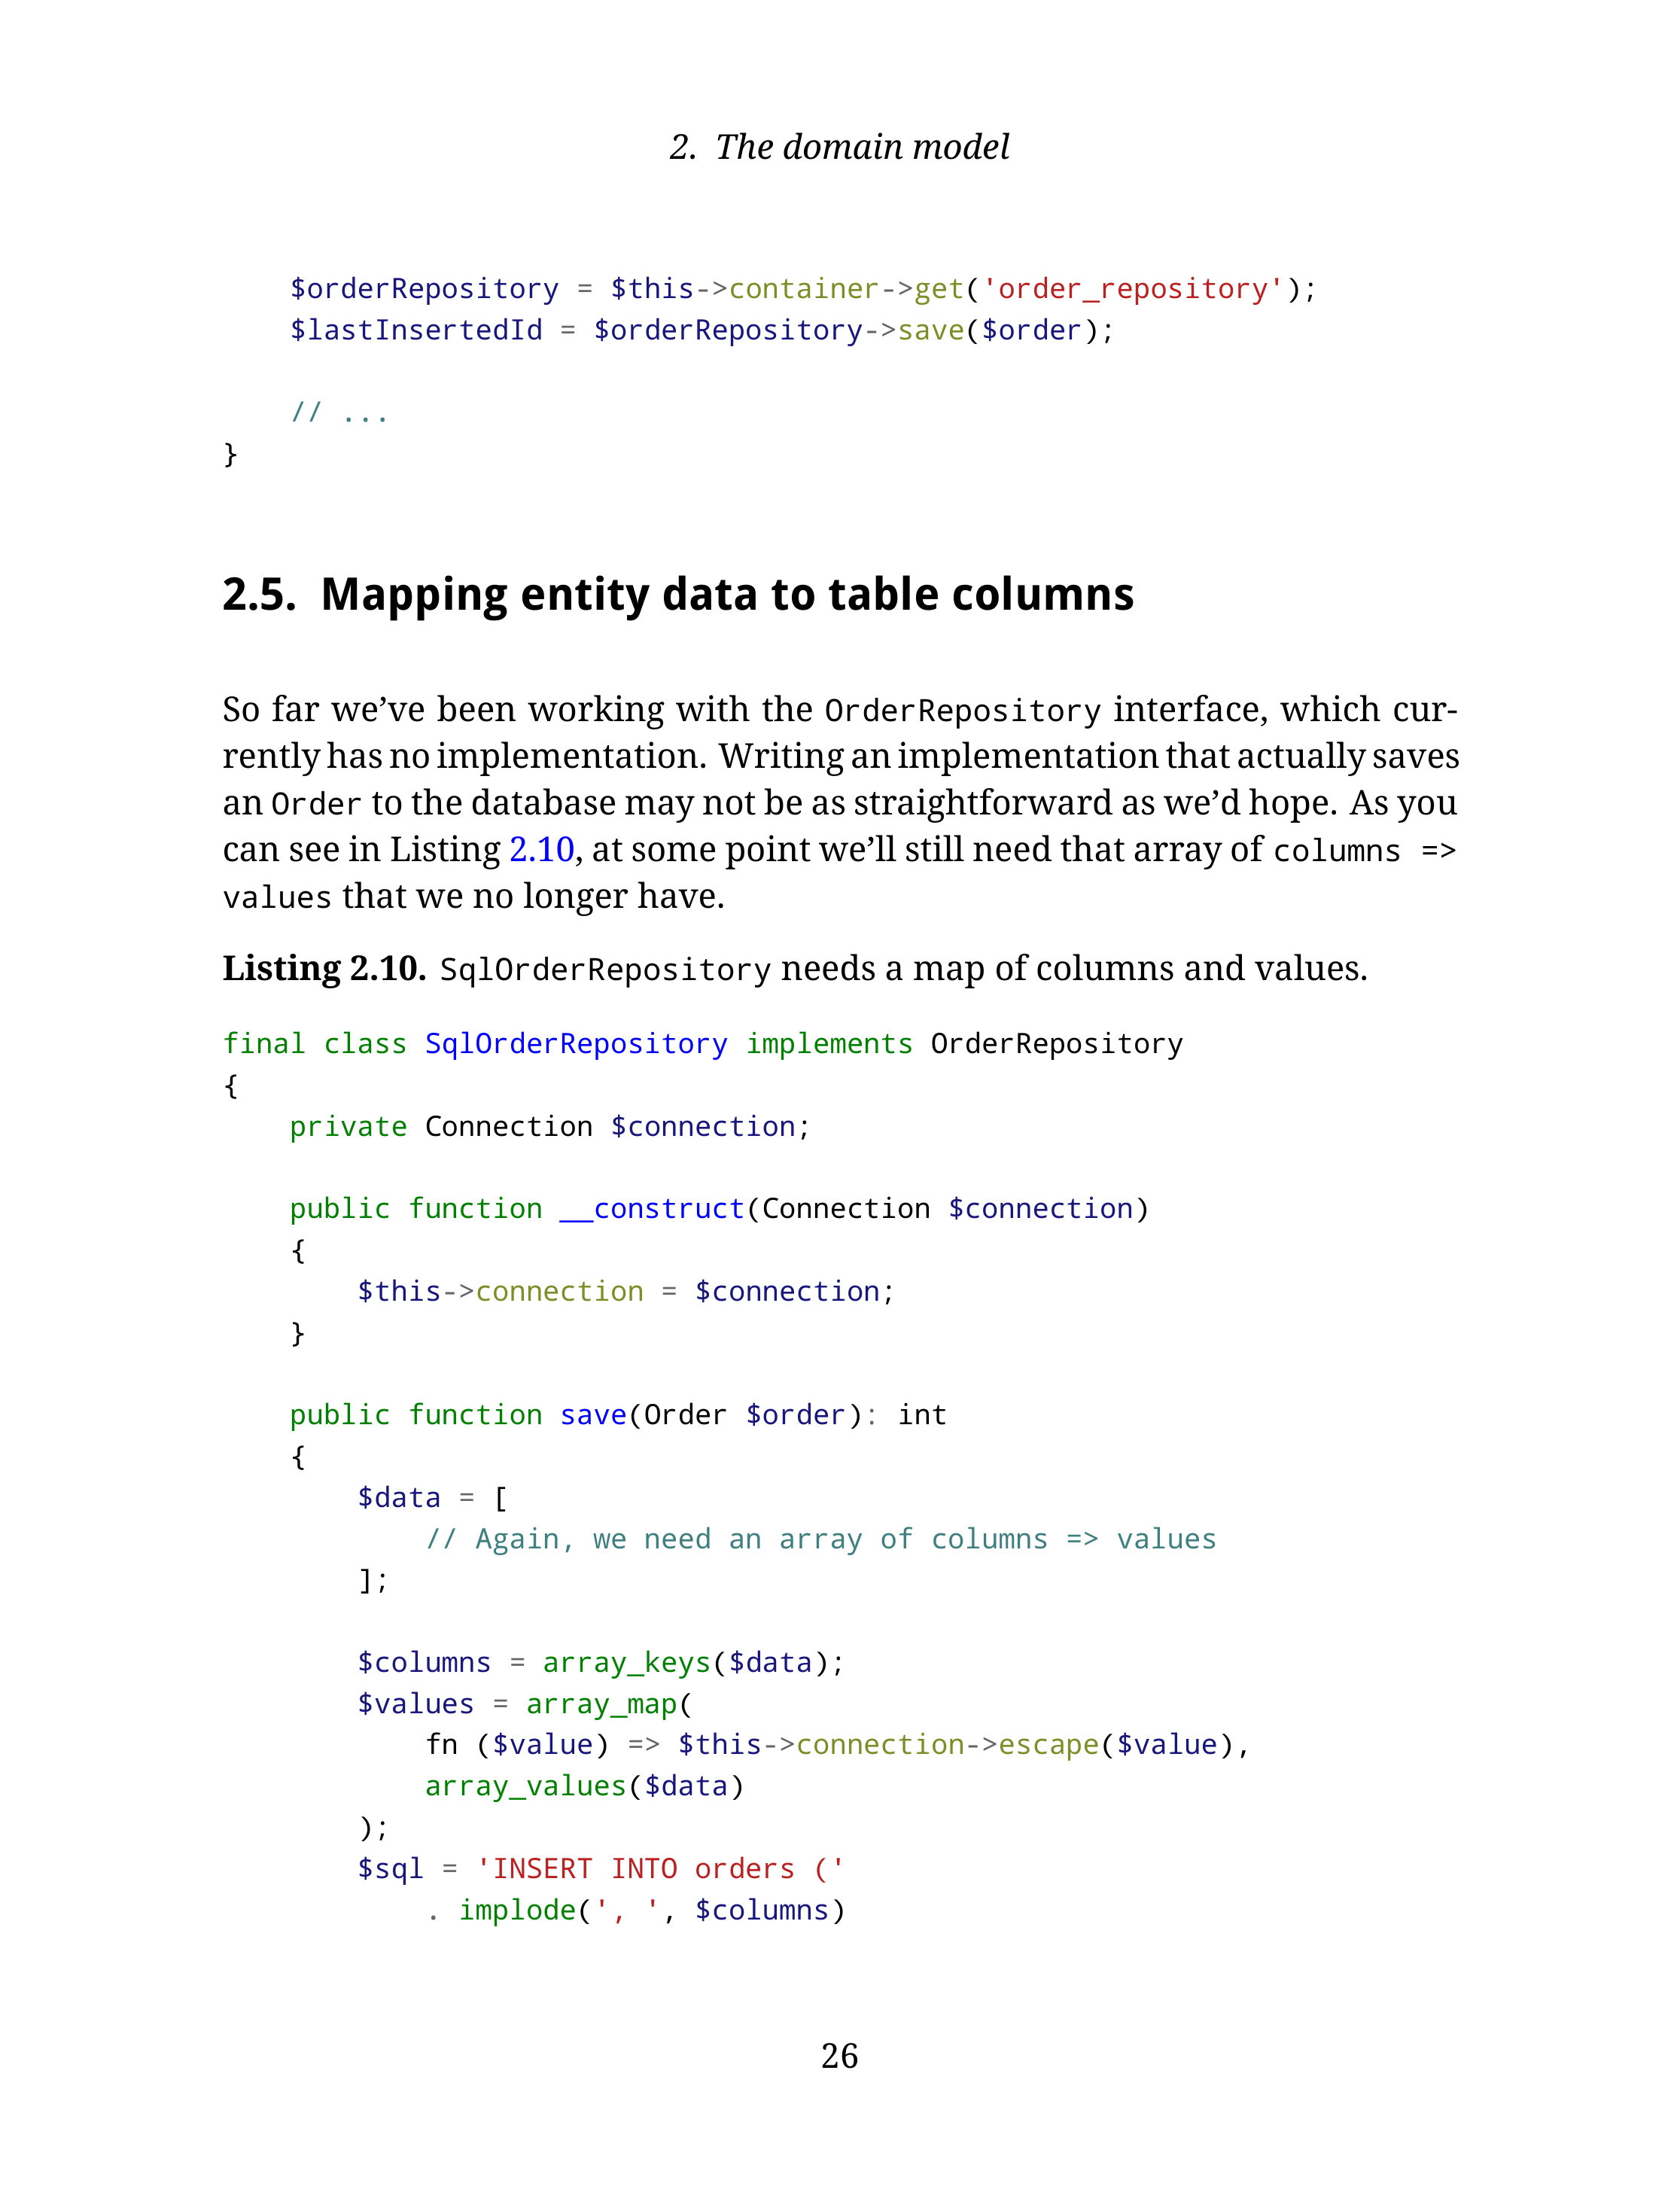 2. The domain model
    $orderRepository = $this->container->get('order_repository');
    $lastInsertedId = $orderRepository->save($order);
    // ...
}
2.5. Mapping entity data to table columns
So far we’ve been working with the OrderRepository interface, which cur-
rently has no implementation. Writing an implementation that actually saves
an Order to the database may not be as straightforward as we’d hope. As you
can see in Listing 2.10, at some point we’ll still need that array of columns =>
values that we no longer have.
Listing 2.10. SqlOrderRepository needs a map of columns and values.
final class SqlOrderRepository implements OrderRepository
{
    private Connection $connection;
    public function __construct(Connection $connection)
    {
        $this->connection = $connection;
    }
    public function save(Order $order): int
    {
        $data = [
            // Again, we need an array of columns => values
        ];
        $columns = array_keys($data);
        $values = array_map(
            fn ($value) => $this->connection->escape($value),
            array_values($data)
        );
        $sql = 'INSERT INTO orders ('
            . implode(', ', $columns)
26